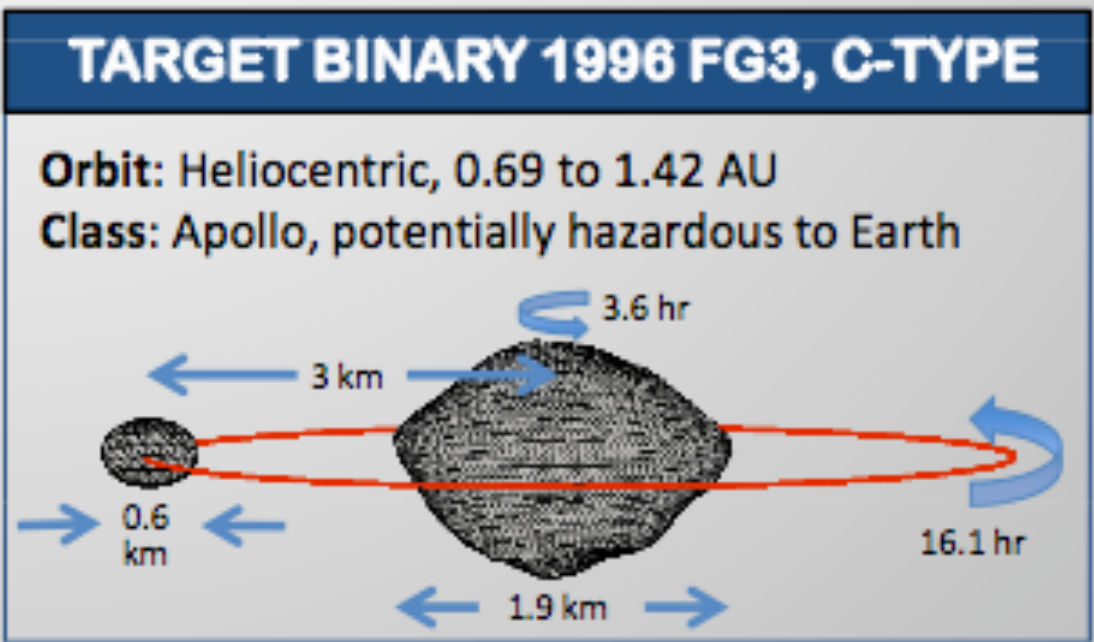 TARGET BINARY 1996 FG3, C-TYPE
Orbit: Heliocentric, 0.69 to 1.42 AU
Class: Apollo, potentially hazardous to Earth
3.6 hr
3 km
0.6
km
16.1 hr
1.9 km